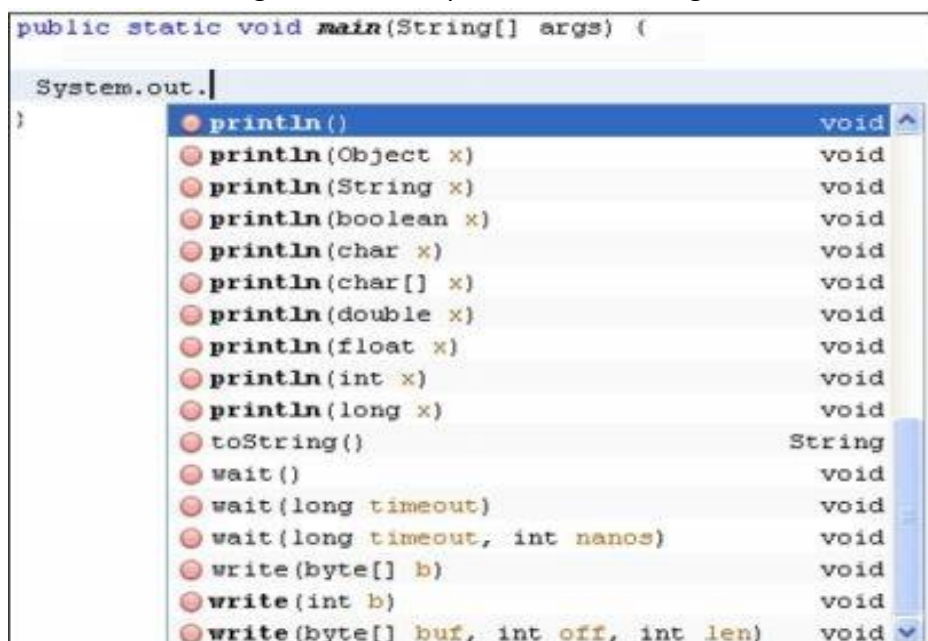 public static void main(String[] args) {
System.out.
}
println() void
println(Object x) void
println(String x) void
println(boolean x) void
println(char x) void
println(char[] x) void
println(double x) void
println(float x) void
println(int x) void
println(long x) void
toString() String
wait() void
wait(long timeout) void
wait(long timeout, int nanos) void
write(byte[] b) void
write(int b) void
write(byte[] buf, int off, int len) void